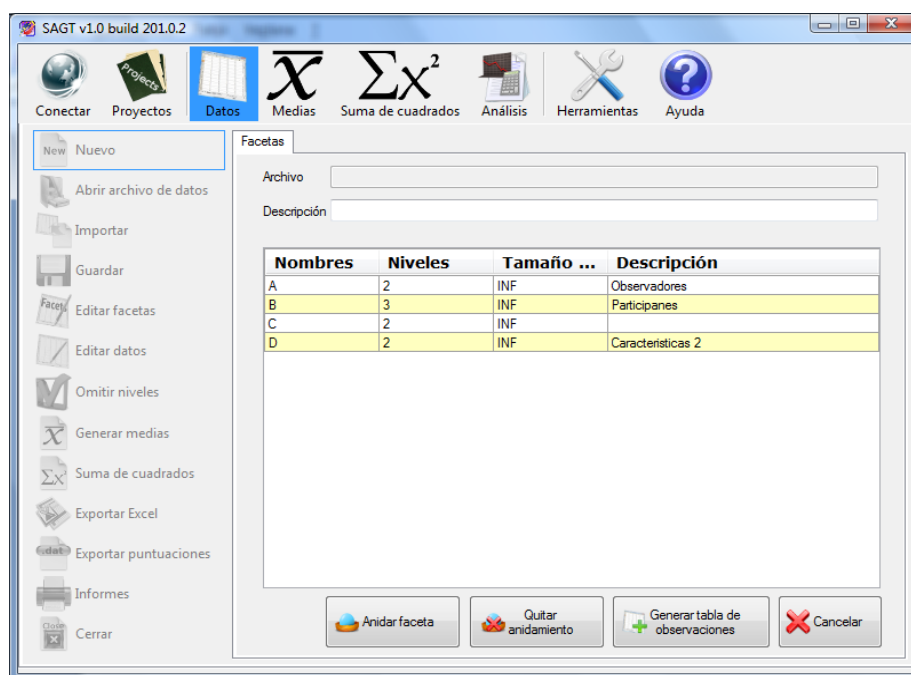 SAGT v1.0 build 201.0.2
Projects
X
Σx²
Conectar Proyectos Datos Medias Suma de cuadrados Análisis Herramientas Ayuda
New Nuevo
Abrir archivo de datos
Importar
Guardar
Facet Editar facetas
Editar datos
Omitir niveles
X Generar medias
Σx Suma de cuadrados
Exportar Excel
.dat Exportar puntuaciones
Informes
Close Cerrar
Facetas
Archivo
Descripción
Nombres Niveles Tamaño ... Descripción
A 2 INF Observadores
B 3 INF Participanes
C 2 INF
D 2 INF Caracteristicas 2
Anidar faceta
Quitar
anidamiento
Generar tabla de
observaciones
Cancelar